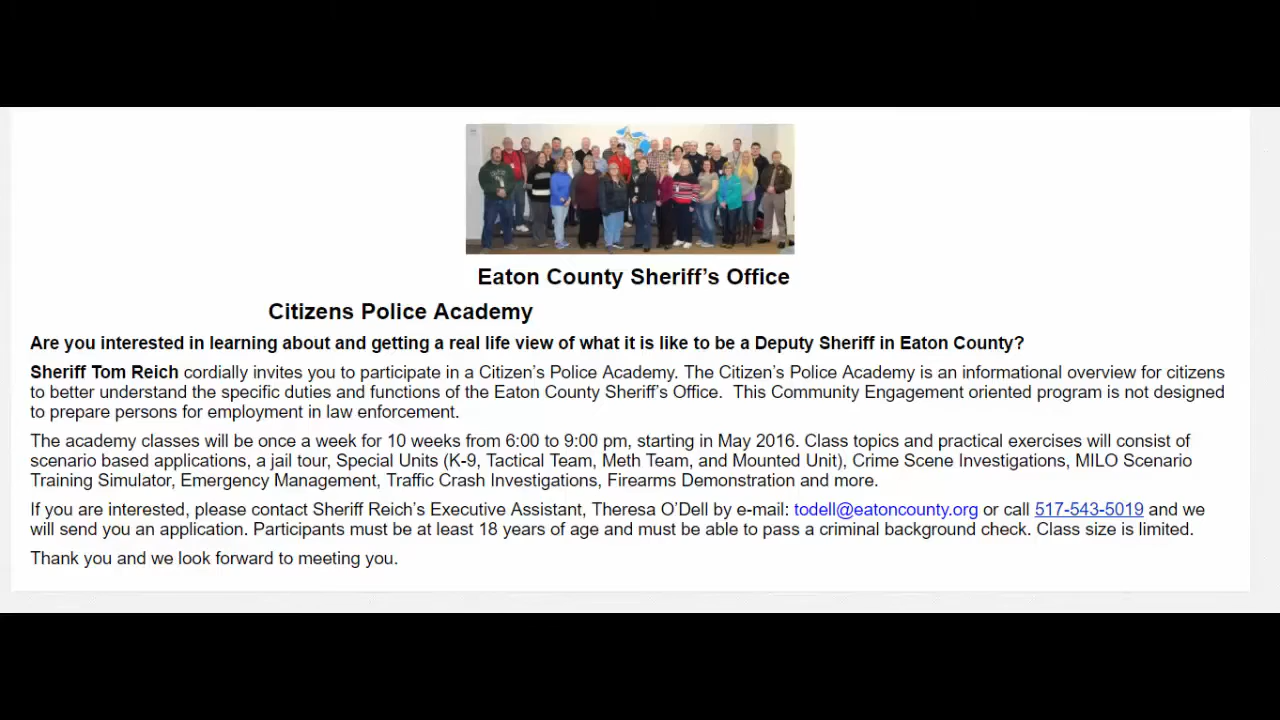 Eaton County Sheriff's Office
Citizens Police Academy
Are you interested in learning about and getting a real life view of what it is like to be a Deputy Sheriff in Eaton County?
Sheriff Tom Reich cordially invites you to participate in a Citizen's Police Academy. The Citizen's Police Academy is an informational overview for citizens
to better understand the specific duties and functions of the Eaton County Sheriff's Office.  This Community Engagement oriented program is not designed
to prepare persons for employment in law enforcement.
The academy classes will be once a week for 10 weeks from 6:00 to 9:00 pm, starting in May 2016. Class topics and practical exercises will consist of
scenario based applications, a jail tour, Special Units (K-9, Tactical Team, Meth Team, and Mounted Unit), Crime Scene Investigations, MILO Scenario
Training Simulator, Emergency Management, Traffic Crash Investigations, Firearms Demonstration and more.
If you are interested, please contact Sheriff Reich's Executive Assistant, Theresa O'Dell by e-mail: todell@eatoncounty.org or call 517-543-5019 and we
will send you an application. Participants must be at least 18 years of age and must be able to pass a criminal background check. Class size is limited.
Thank you and we look forward to meeting you.